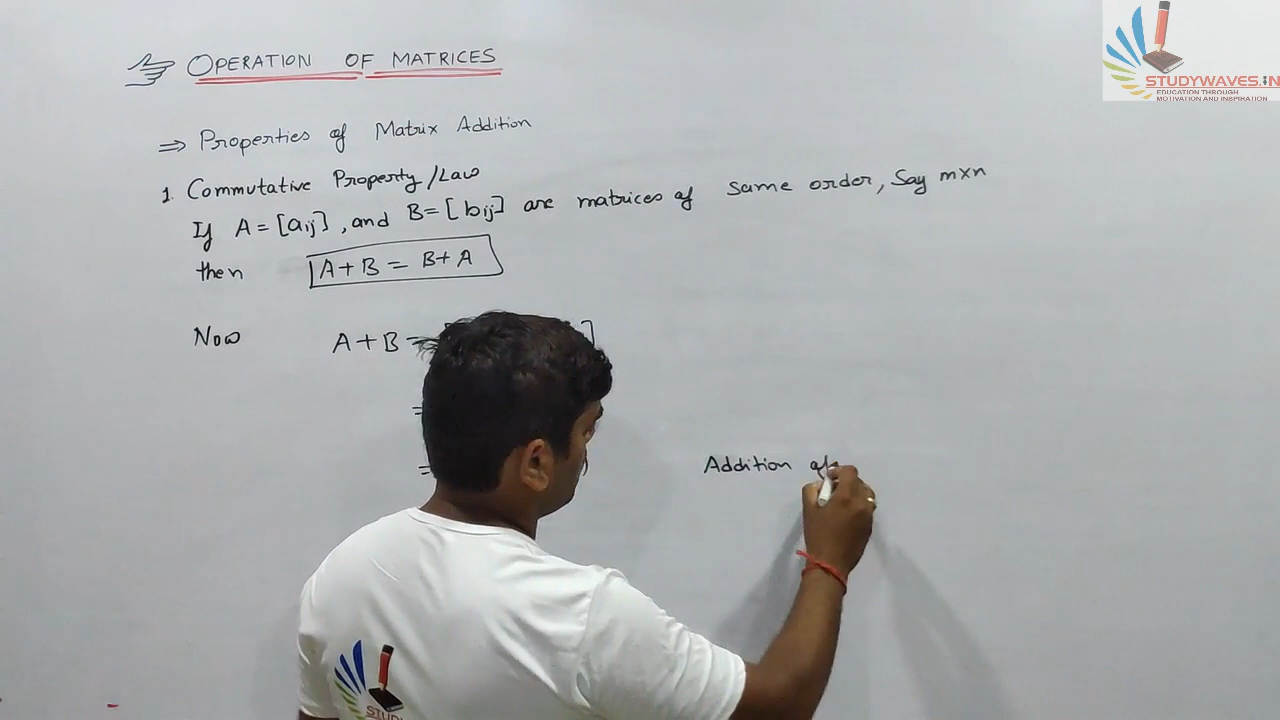 OPERATION OF MATRICES
⇒ Properties of Matrix Addition
1. Commutative Property/Law
If A = [aij], and B = [bij] are matrices of same order, Say m×n
then A+B = B+A
Now A+B = ]
=
=
Addition of
STUDYWAVES.IN
EDUCATION THROUGH
MOTIVATION AND INSPIRATION